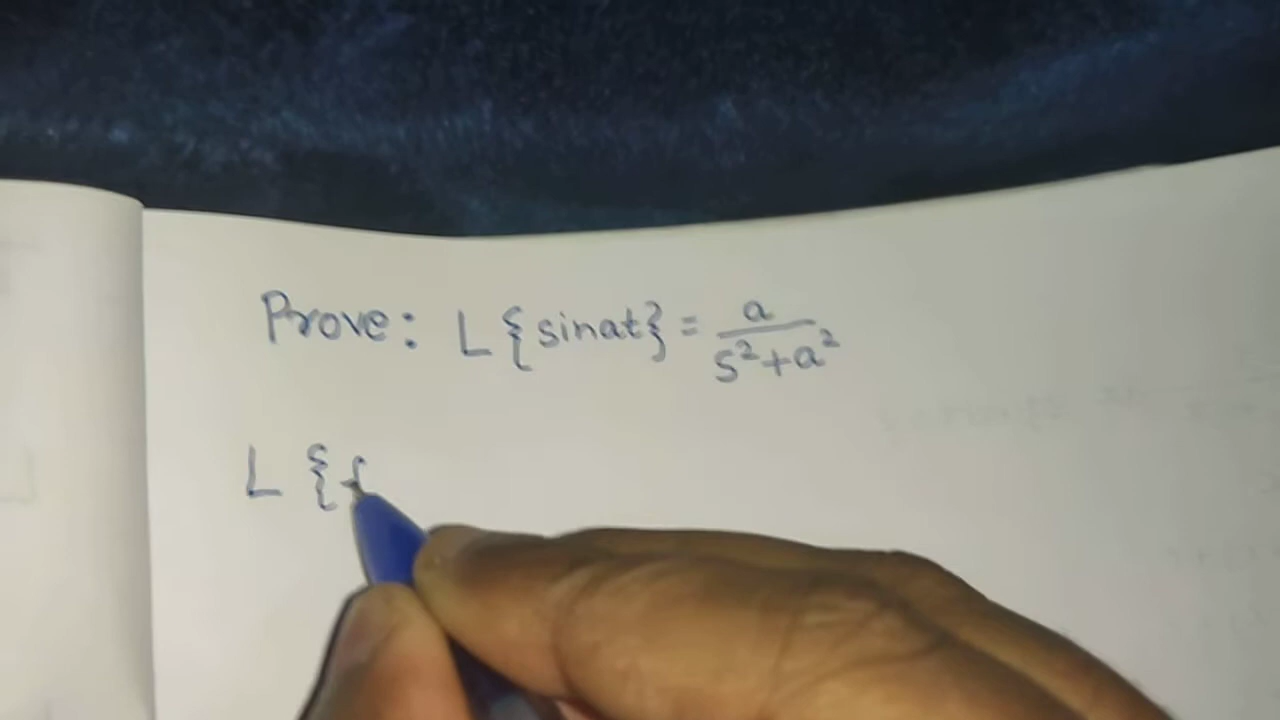 Prove: L{sinat} = a/(s²+a²)
L {f